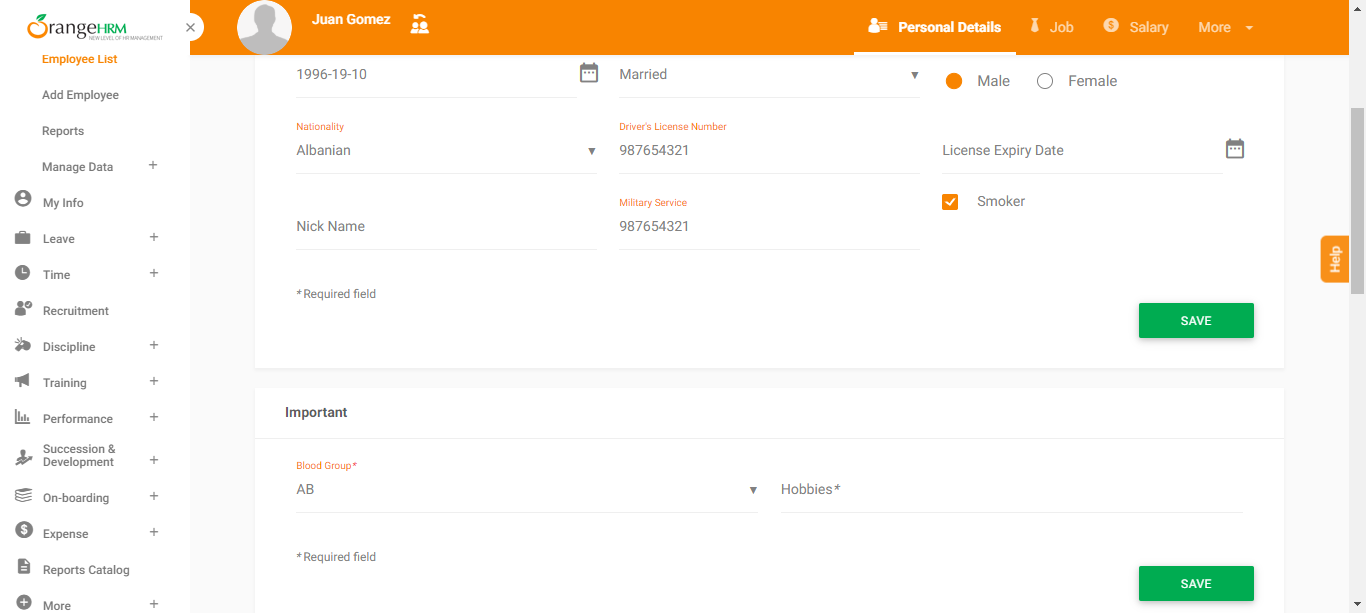 OrangeHRM
NEW LEVEL OF HR MANAGEMENT
Juan Gomez
Personal Details
Job
Salary
More
Employee List
Add Employee
Reports
Manage Data
My Info
Leave
Time
Recruitment
Discipline
Training
Performance
Succession &
Development
On-boarding
Expense
Reports Catalog
More
1996-19-10
Married
Male
Female
Nationality
Driver's License Number
Albanian
987654321
License Expiry Date
Military Service
Smoker
Nick Name
987654321
* Required field
SAVE
Help
Important
Blood Group*
AB
Hobbies*
* Required field
SAVE